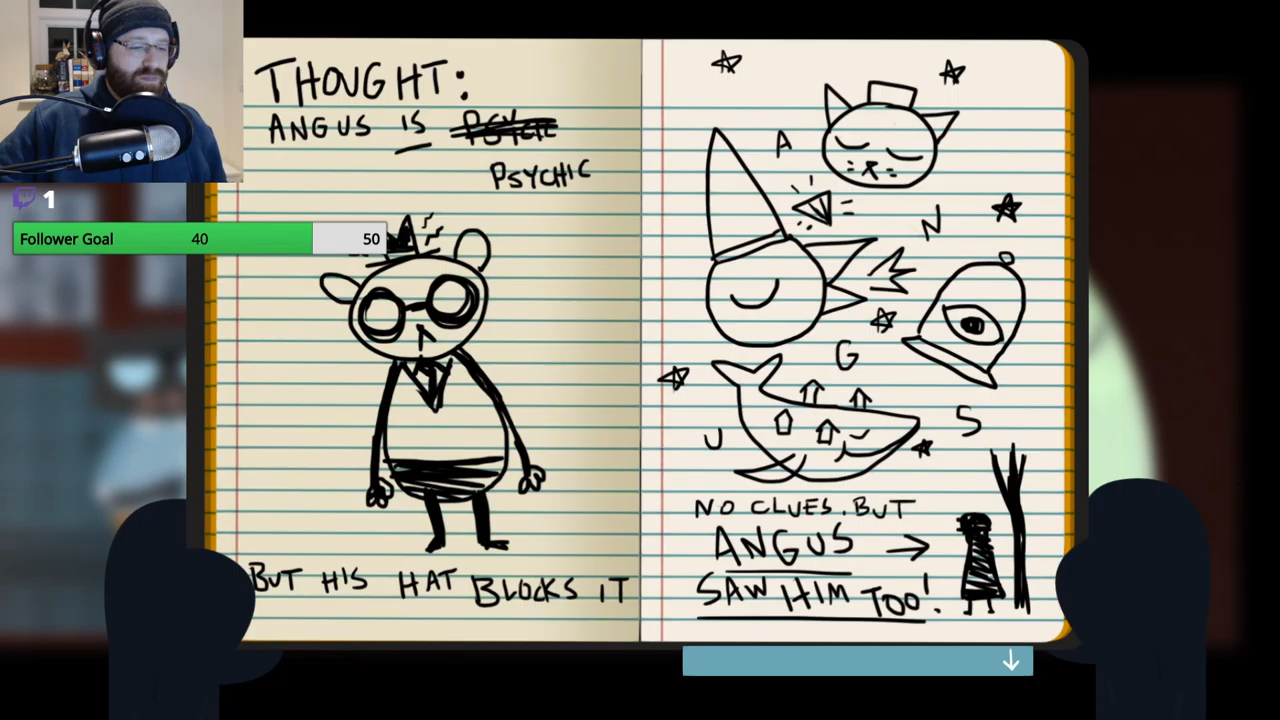 THOUGHT:
ANGUS IS
PSYCHIC
BUT HIS HAT BLOCKS IT
1
Follower Goal 40 50
A
N
G
U
S
NO CLUES. BUT
ANGUS →
SAW HIM TOO!